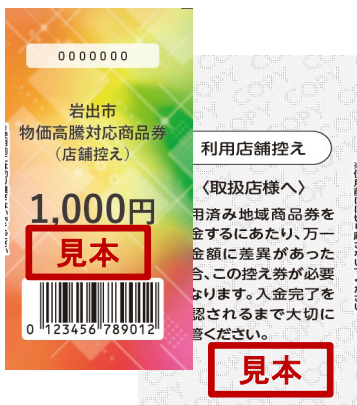 0000000
岩出市
物価高騰対応商品券
（店舗控え）
1,000円
見本
0 123456 789012
利用店舗控え
〈取扱店様へ〉
用済み地域商品券を
金するにあたり、万一
金額に差異があった
合、この控え券が必要
なります。入金完了を
認されるまで大切に
管ください。
見本
COPY